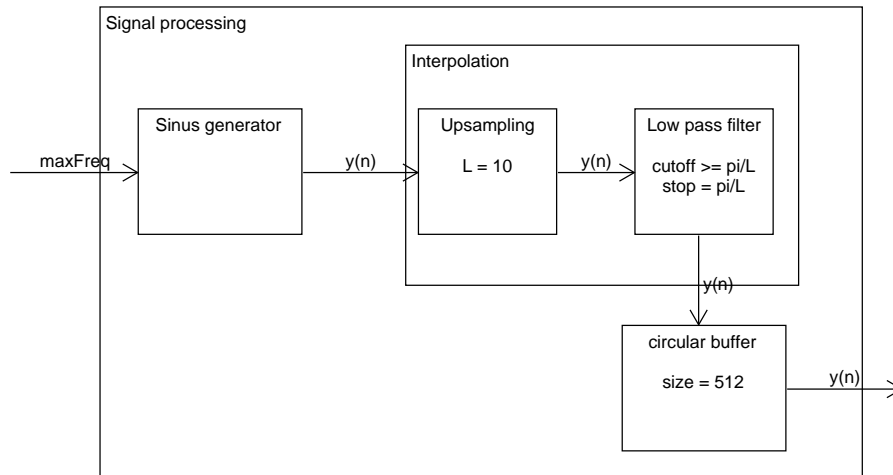 Signal processing
Interpolation
Sinus generator
Upsampling
L = 10
Low pass filter
cutoff >= pi/L
stop = pi/L
maxFreq
y(n)
y(n)
y(n)
circular buffer
size = 512
y(n)